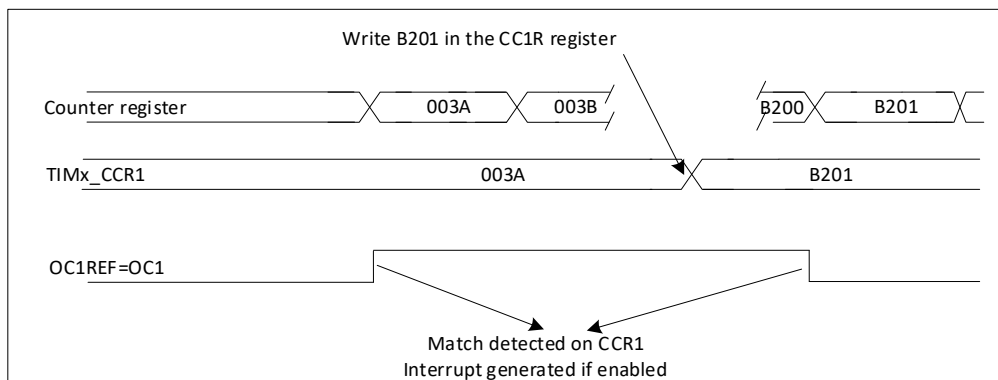 Write B201 in the CC1R register
Counter register 003A 003B B200 B201
TIMx_CCR1 003A B201
OC1REF=OC1
Match detected on CCR1
Interrupt generated if enabled